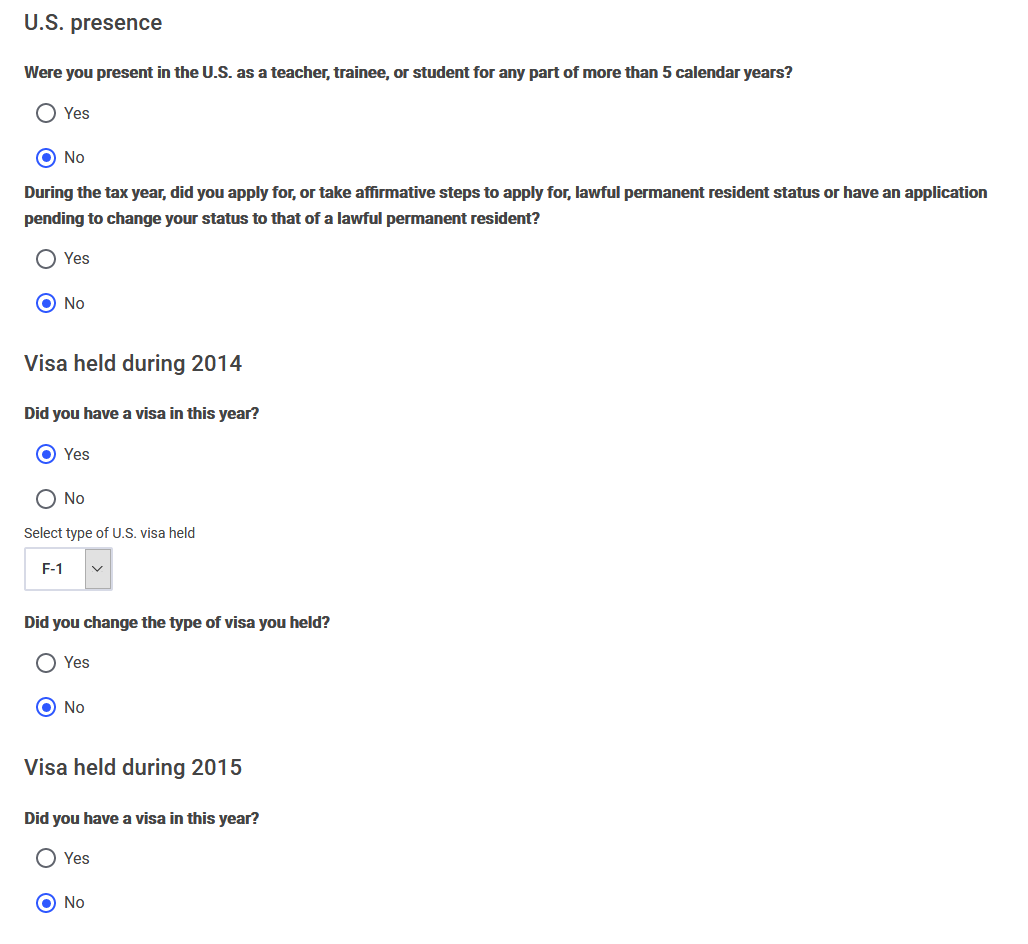 U.S. presence
Were you present in the U.S. as a teacher, trainee, or student for any part of more than 5 calendar years?
Yes
No
During the tax year, did you apply for, or take affirmative steps to apply for, lawful permanent resident status or have an application
pending to change your status to that of a lawful permanent resident?
Yes
No
Visa held during 2014
Did you have a visa in this year?
Yes
No
Select type of U.S. visa held
F-1
Did you change the type of visa you held?
Yes
No
Visa held during 2015
Did you have a visa in this year?
Yes
No